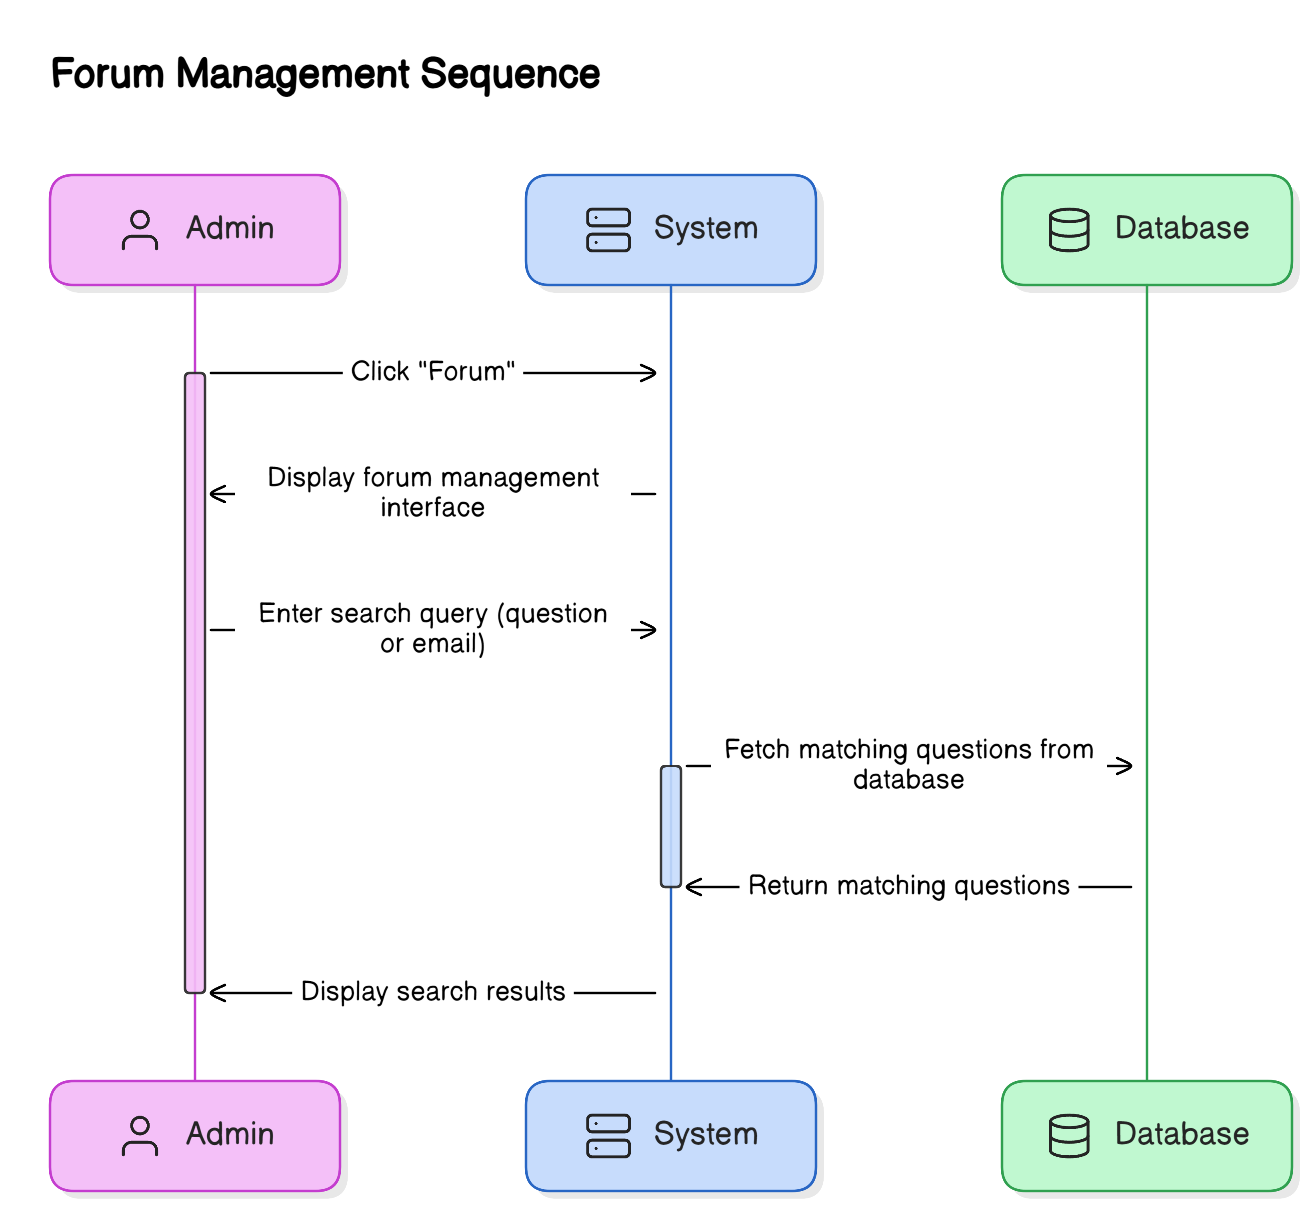 Forum Management Sequence
Admin
System
Database
Click "Forum"
Display forum management
interface
Enter search query (question
or email)
Fetch matching questions from
database
Return matching questions
Display search results
Admin
System
Database